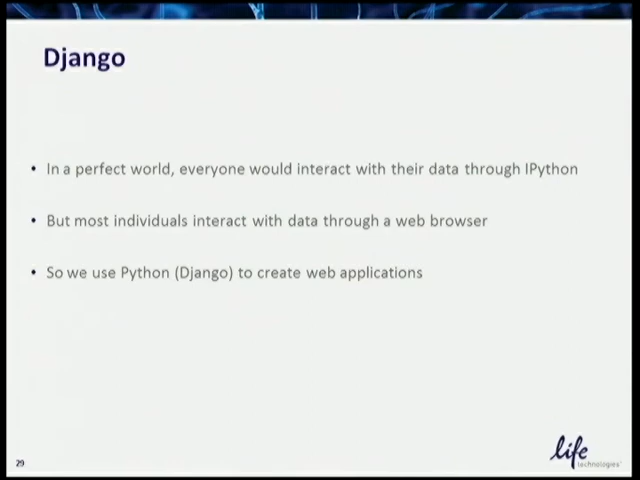 Django
• In a perfect world, everyone would interact with their data through IPython
• But most individuals interact with data through a web browser
• So we use Python (Django) to create web applications
29
life
technologies